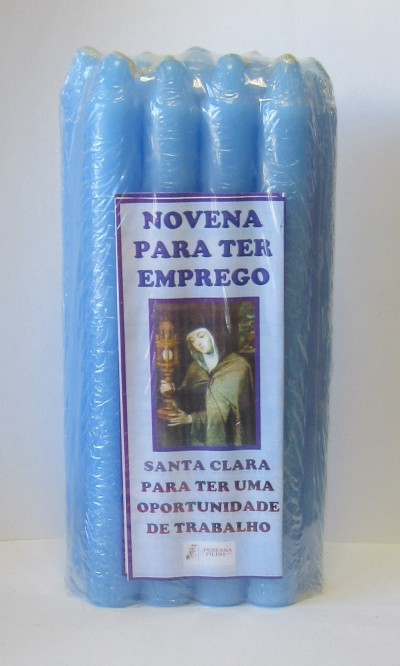 NOVENA
PARA TER
EMPREGO
SANTA CLARA
PARA TER UMA
OPORTUNIDADE
DE TRABALHO